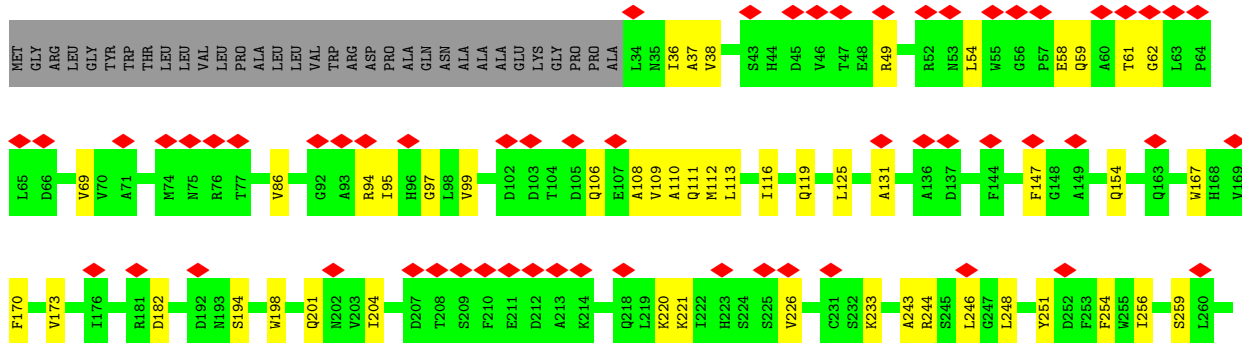 MET GLY ARG LEU GLY TYR TRP THR LEU LEU VAL LEU PRO ALA LEU LEU VAL TRP ARG ASP PRO ALA GLN ASN ALA ALA ALA GLU LYS GLY PRO PRO ALA L34 N35 I36 A37 V38 S43 H44 D45 V46 T47 E48 R49 R52 N53 L54 W55 G56 P57 E58 Q59 A60 T61 G62 L63 P64
L65 D66 V69 V70 A71 M74 N75 R76 T77 V86 G92 A93 R94 I95 H96 G97 L98 V99 D102 D103 T104 D105 Q106 E107 A108 V109 A110 Q111 M112 L113 I116 Q119 L125 A131 A136 D137 F144 F147 G148 A149 Q154 Q163 W167 H168 V169
F170 V173 I176 R181 D182 D192 N193 S194 W198 Q201 N202 V203 I204 D207 T208 S209 F210 E211 D212 A213 K214 Q218 L219 K220 K221 I222 H223 S224 S225 V226 C231 S232 K233 A243 R244 S245 L246 G247 L248 Y251 D252 F253 F254 W255 I256 S259 L260